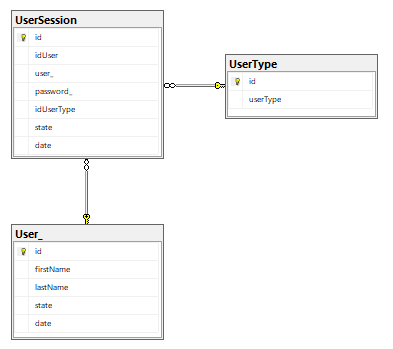 UserSession
id
idUser
user_
password_
idUserType
state
date
UserType
id
userType
User_
id
firstName
lastName
state
date